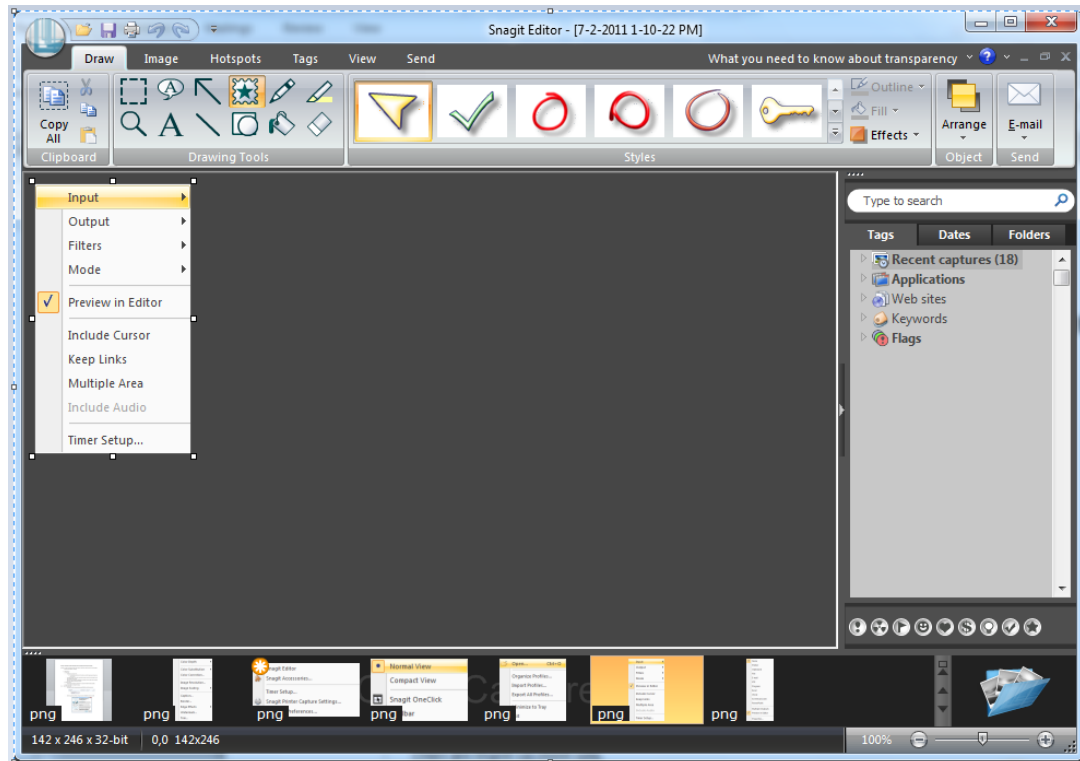 Snagit Editor - [7-2-2011 1-10-22 PM]
Draw Image Hotspots Tags View Send What you need to know about transparency
Copy All
Clipboard
Drawing Tools
Styles
Outline
Fill
Effects
Arrange
Object
E-mail
Send
Input
Output
Filters
Mode
Preview in Editor
Include Cursor
Keep Links
Multiple Area
Include Audio
Timer Setup...
Type to search
Tags Dates Folders
Recent captures (18)
Applications
Web sites
Keywords
Flags
png
png
Snagit Editor
Snagit Accessories...
Timer Setup...
Snagit Printer Capture Settings...
png
Normal View
Compact View
Snagit OneClick
png
Open... Ctrl+O
Organize Profiles...
Import Profiles...
Export All Profiles...
png
png
png
142 x 246 x 32-bit 0,0 142x246
100%